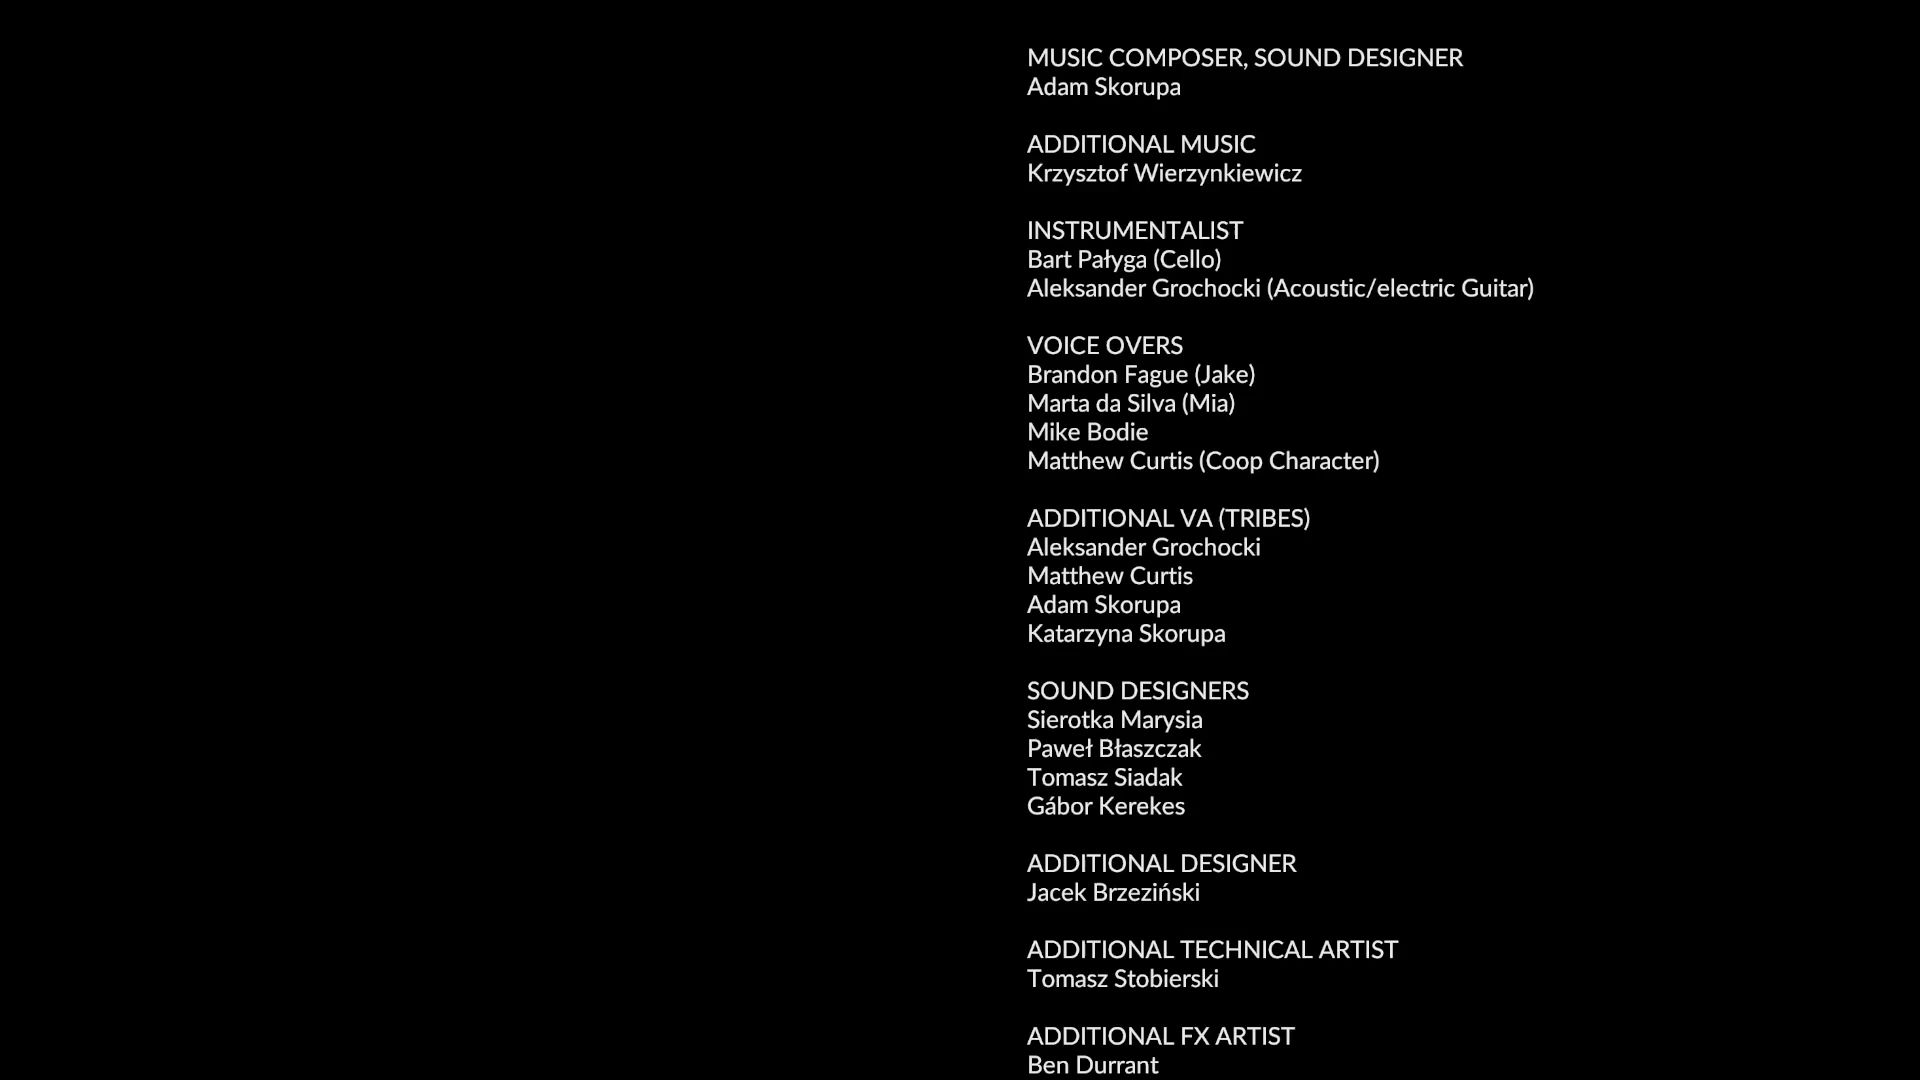 MUSIC COMPOSER, SOUND DESIGNER
Adam Skorupa
ADDITIONAL MUSIC
Krzysztof Wierzynkiewicz
INSTRUMENTALIST
Bart Pałyga (Cello)
Aleksander Grochocki (Acoustic/electric Guitar)
VOICE OVERS
Brandon Fague (Jake)
Marta da Silva (Mia)
Mike Bodie
Matthew Curtis (Coop Character)
ADDITIONAL VA (TRIBES)
Aleksander Grochocki
Matthew Curtis
Adam Skorupa
Katarzyna Skorupa
SOUND DESIGNERS
Sierotka Marysia
Paweł Błaszczak
Tomasz Siadak
Gábor Kerekes
ADDITIONAL DESIGNER
Jacek Brzeziński
ADDITIONAL TECHNICAL ARTIST
Tomasz Stobierski
ADDITIONAL FX ARTIST
Ben Durrant